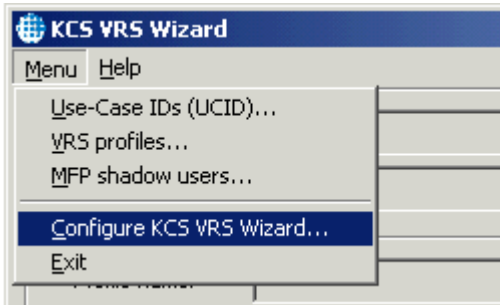 KCS VRS Wizard
Menu Help
Use-Case IDs (UCID)...
VRS profiles...
MFP shadow users...
Configure KCS VRS Wizard...
Exit